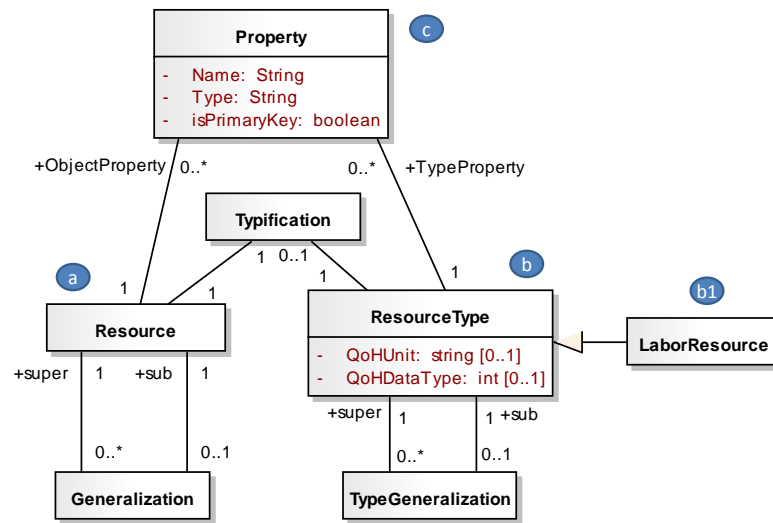 Property
c
- Name: String
- Type: String
- isPrimaryKey: boolean
+ObjectProperty
0..*
0..*
+TypeProperty
Typification
1
0..1
a
1
1
1
1
b
b1
Resource
ResourceType
- QoHUnit: string [0..1]
- QoHDataType: int [0..1]
LaborResource
+super
1
+sub
1
+super
1
1
+sub
0..*
0..1
0..*
0..1
Generalization
TypeGeneralization